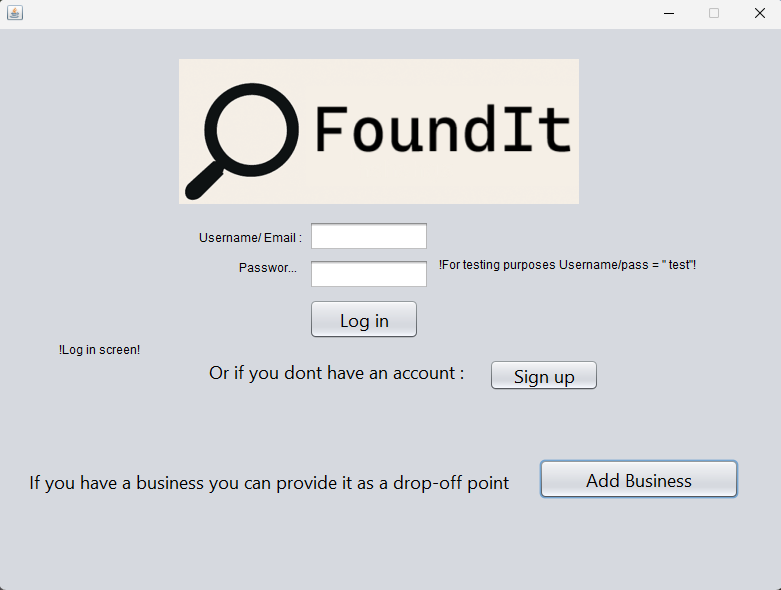 FoundIt
Username/ Email :
Passwor...
!For testing purposes Username/pass = " test"!
Log in
!Log in screen!
Or if you dont have an account :
Sign up
If you have a business you can provide it as a drop-off point
Add Business